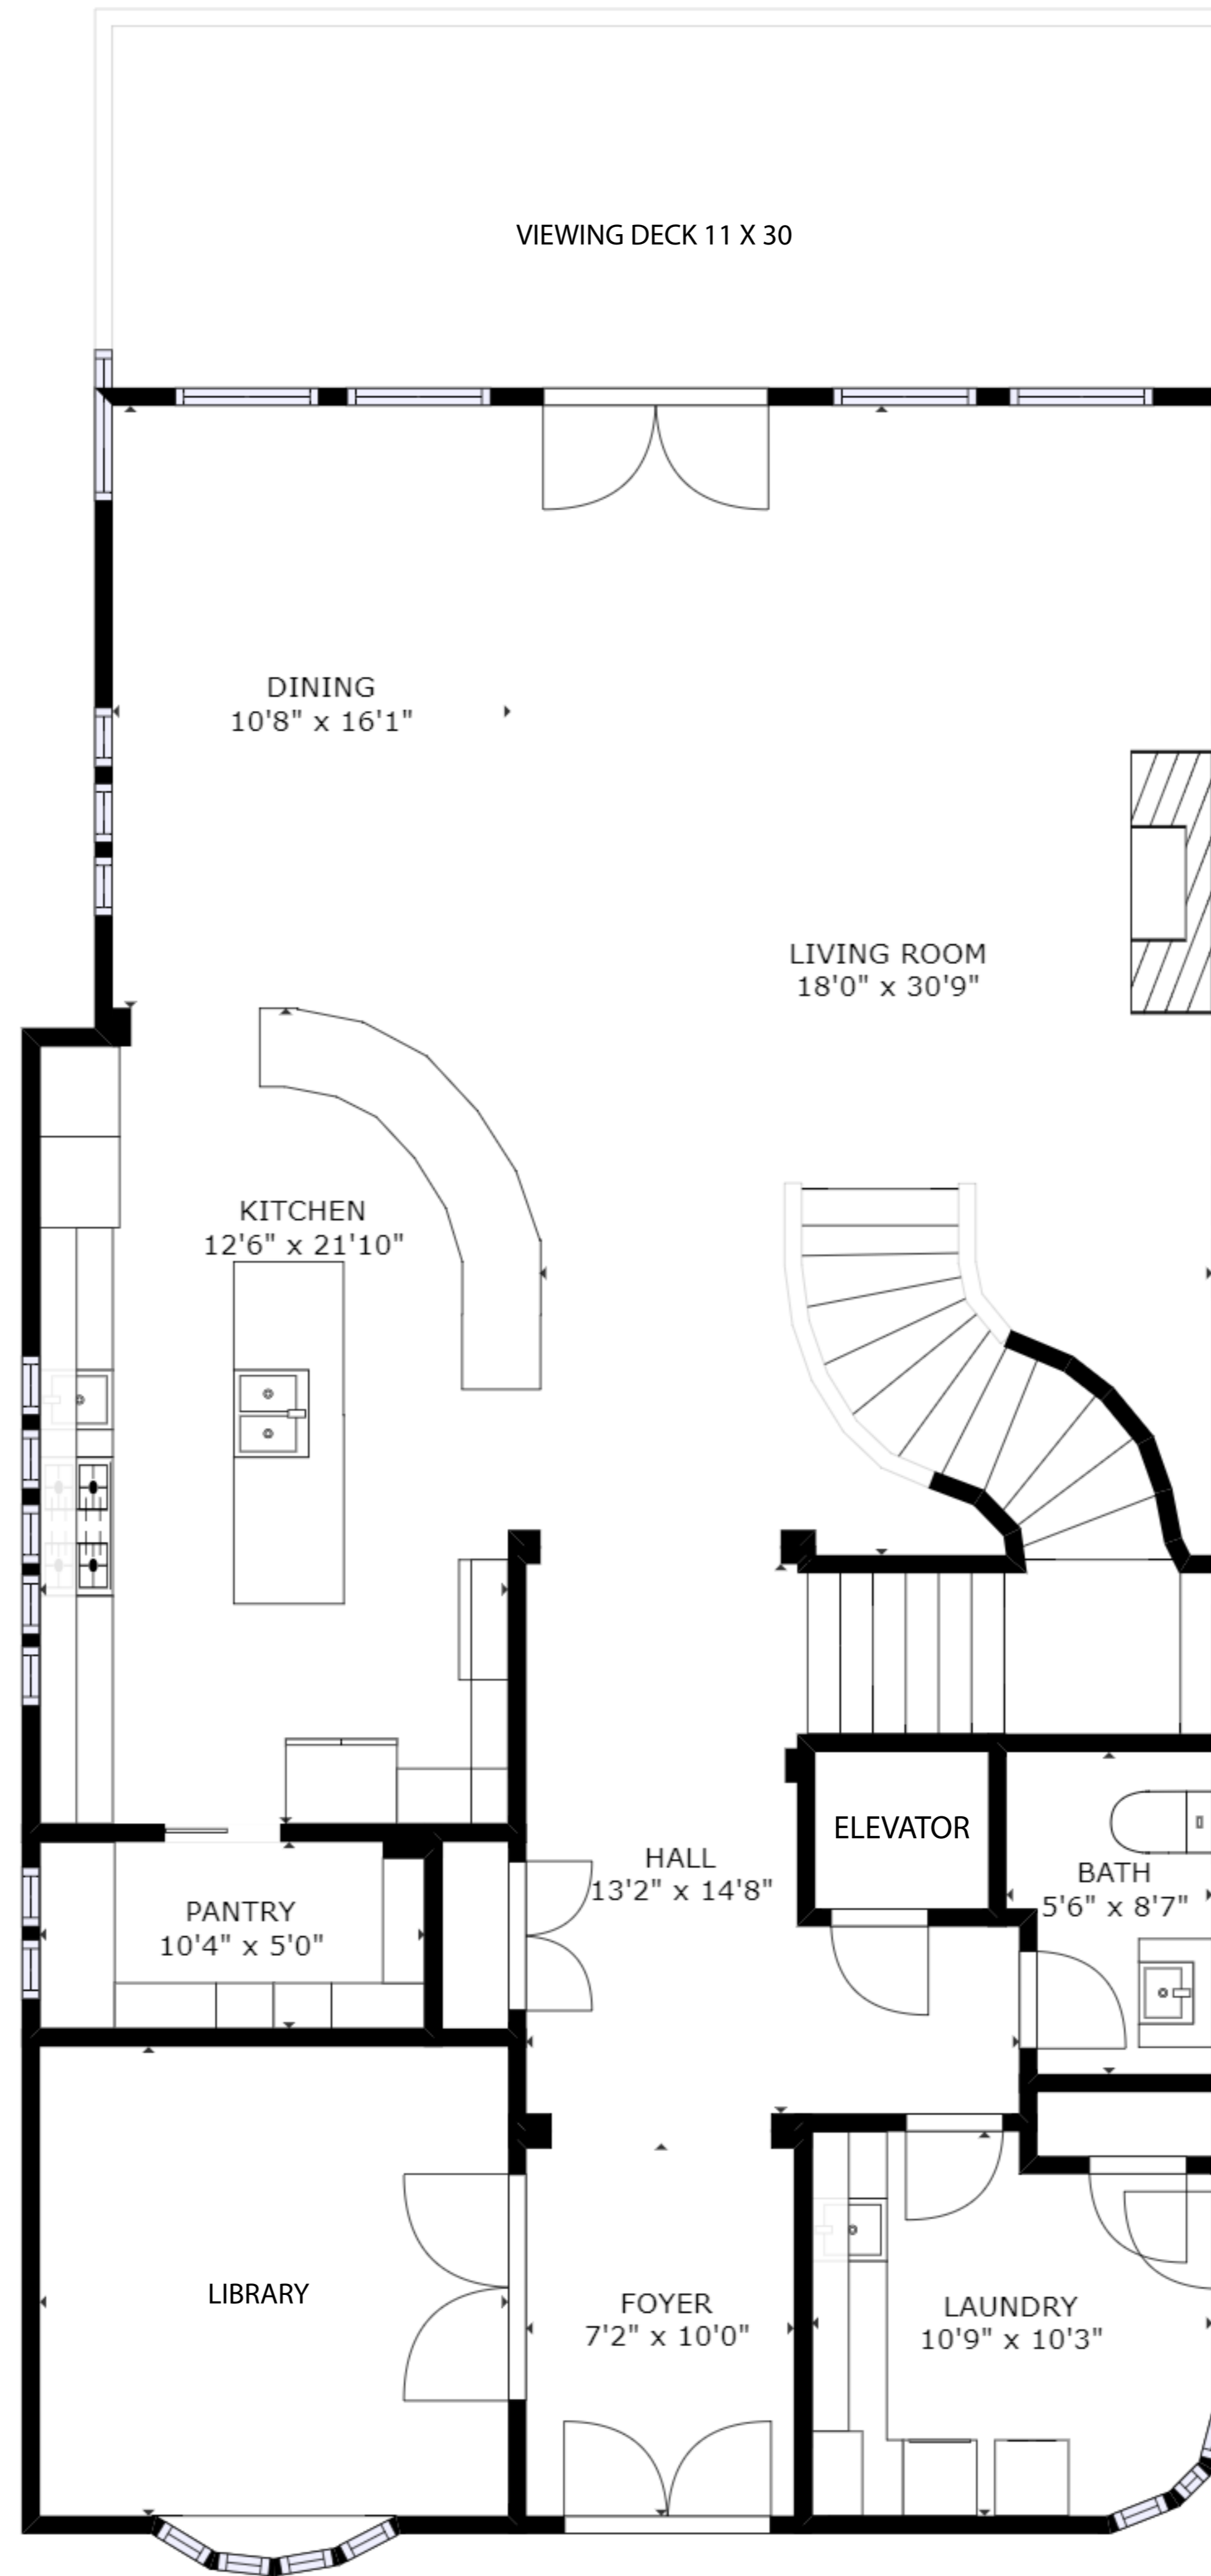 VIEWING DECK 11 X 30
DINING
10'8" x 16'1"
LIVING ROOM
18'0" x 30'9"
KITCHEN
12'6" x 21'10"
ELEVATOR
HALL
13'2" x 14'8"
BATH
5'6" x 8'7"
PANTRY
10'4" x 5'0"
LIBRARY
FOYER
7'2" x 10'0"
LAUNDRY
10'9" x 10'3"